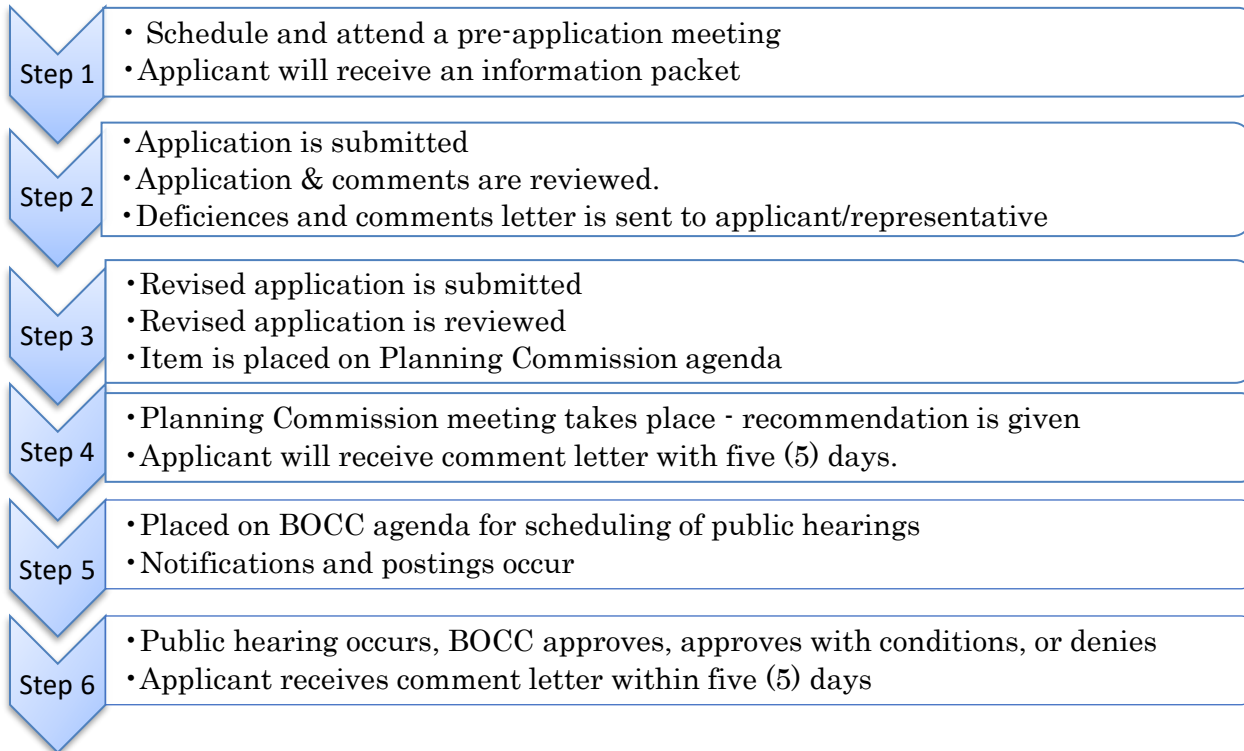 Step 1
• Schedule and attend a pre-application meeting
•Applicant will receive an information packet
Step 2
•Application is submitted
•Application & comments are reviewed.
•Deficiences and comments letter is sent to applicant/representative
Step 3
•Revised application is submitted
•Revised application is reviewed
•Item is placed on Planning Commission agenda
Step 4
•Planning Commission meeting takes place - recommendation is given
•Applicant will receive comment letter with five (5) days.
Step 5
•Placed on BOCC agenda for scheduling of public hearings
•Notifications and postings occur
Step 6
•Public hearing occurs, BOCC approves, approves with conditions, or denies
•Applicant receives comment letter within five (5) days